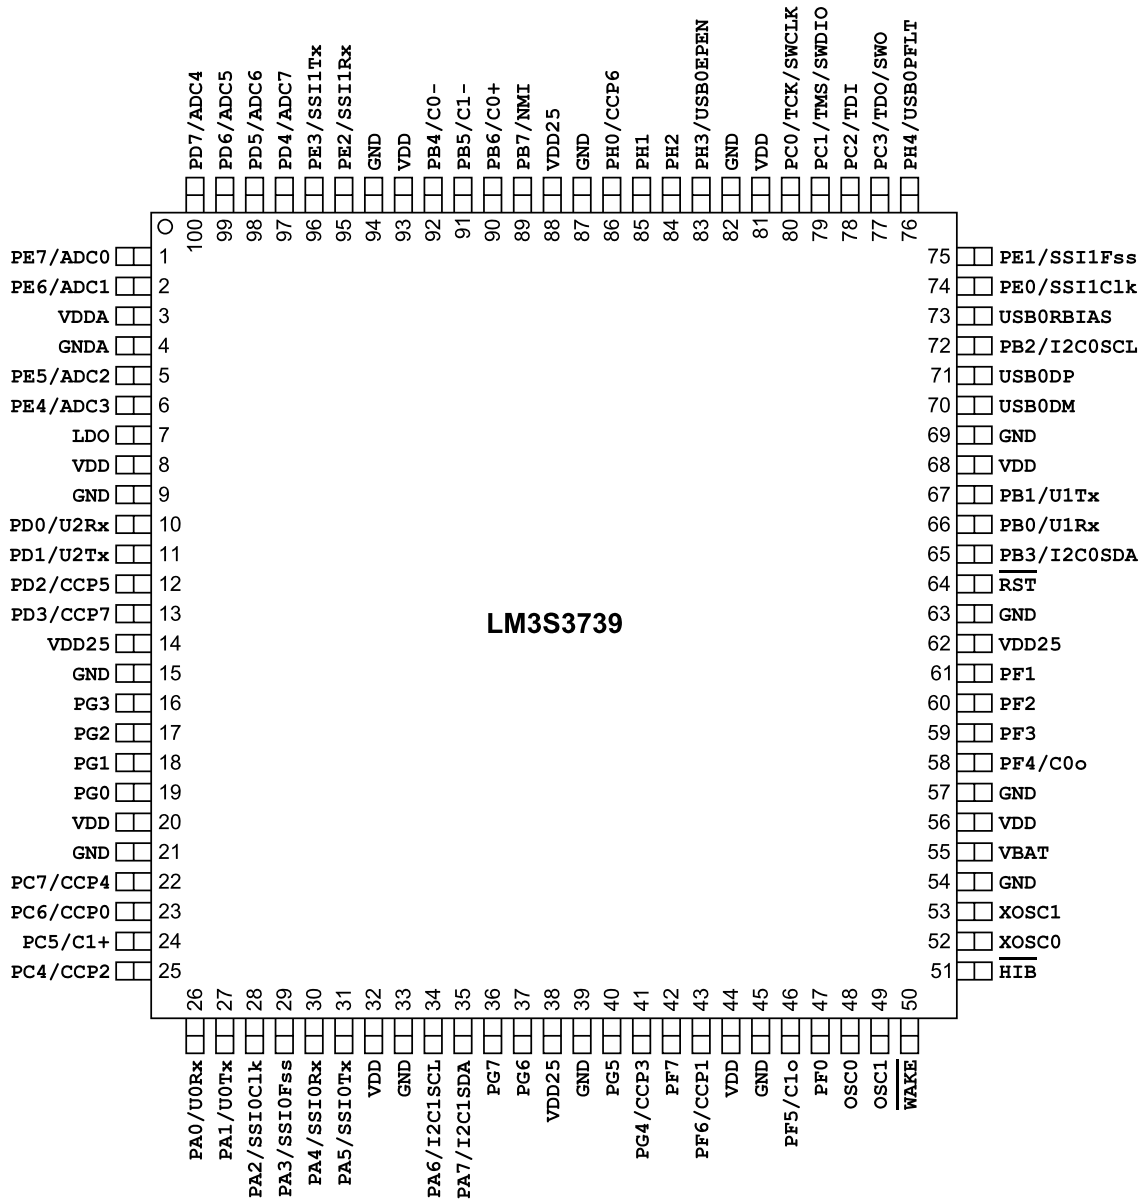 PD7/ADC4
PD6/ADC5
PD5/ADC6
PD4/ADC7
PE3/SSI1Tx
PE2/SSI1Rx
GND
VDD
PB4/C0-
PB5/C1-
PB6/C0+
PB7/NMI
VDD25
GND
PH0/CCP6
PH1
PH2
PH3/USB0EPEN
GND
VDD
PC0/TCK/SWCLK
PC1/TMS/SWDIO
PC2/TDI
PC3/TDO/SWO
PH4/USB0PFLT
100
99
98
97
96
95
94
93
92
91
90
89
88
87
86
85
84
83
82
81
80
79
78
77
76
PE7/ADC0 1
PE6/ADC1 2
VDDA 3
GNDA 4
PE5/ADC2 5
PE4/ADC3 6
LDO 7
VDD 8
GND 9
PD0/U2Rx 10
PD1/U2Tx 11
PD2/CCP5 12
PD3/CCP7 13
VDD25 14
GND 15
PG3 16
PG2 17
PG1 18
PG0 19
VDD 20
GND 21
PC7/CCP4 22
PC6/CCP0 23
PC5/C1+ 24
PC4/CCP2 25
LM3S3739
75 PE1/SSI1Fss
74 PE0/SSI1Clk
73 USB0RBIAS
72 PB2/I2C0SCL
71 USB0DP
70 USB0DM
69 GND
68 VDD
67 PB1/U1Tx
66 PB0/U1Rx
65 PB3/I2C0SDA
64 RST
63 GND
62 VDD25
61 PF1
60 PF2
59 PF3
58 PF4/C0o
57 GND
56 VDD
55 VBAT
54 GND
53 XOSC1
52 XOSC0
51 HIB
26
27
28
29
30
31
32
33
34
35
36
37
38
39
40
41
42
43
44
45
46
47
48
49
50
PA0/U0Rx
PA1/U0Tx
PA2/SSI0Clk
PA3/SSI0Fss
PA4/SSI0Rx
PA5/SSI0Tx
VDD
GND
PA6/I2C1SCL
PA7/I2C1SDA
PG7
PG6
VDD25
GND
PG5
PG4/CCP3
PF7
PF6/CCP1
VDD
GND
PF5/C1o
PF0
OSC0
OSC1
WAKE